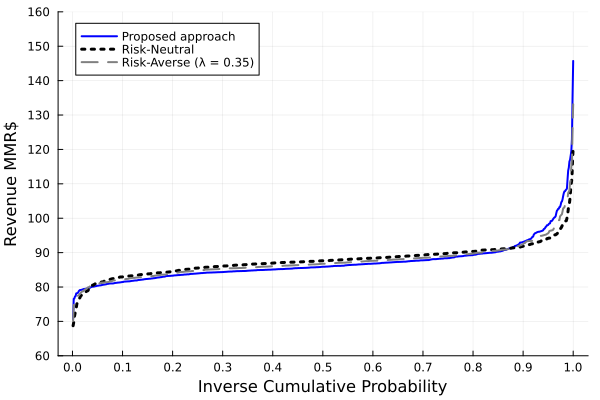 160
150
140
130
120
110
100
90
80
70
60
Revenue MMR$
Proposed approach
Risk-Neutral
Risk-Averse (λ = 0.35)
0.0 0.1 0.2 0.3 0.4 0.5 0.6 0.7 0.8 0.9 1.0
Inverse Cumulative Probability